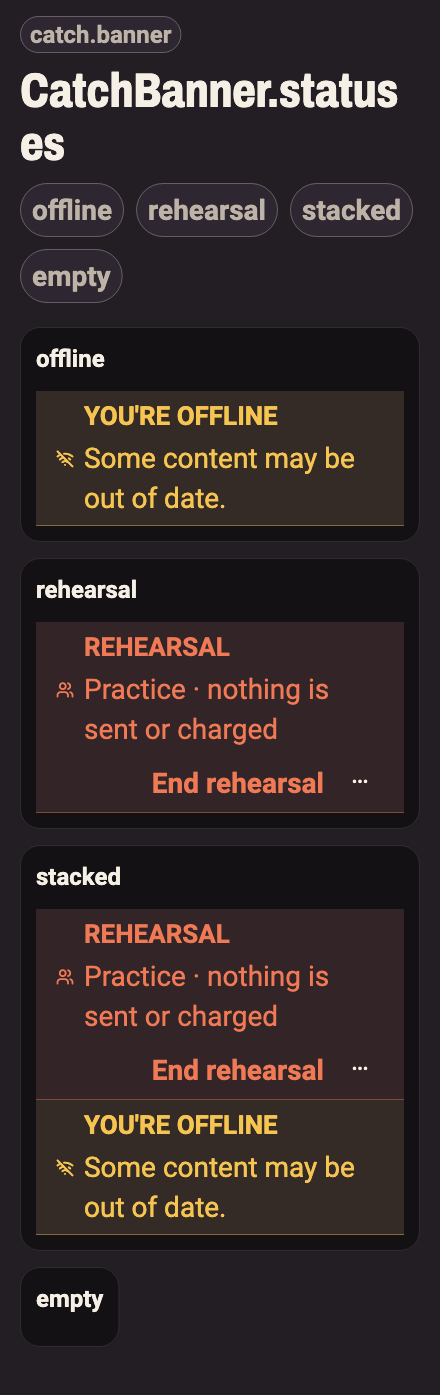 catch.banner
CatchBanner.status
es
offline
rehearsal
stacked
empty
offline
YOU'RE OFFLINE
Some content may be
out of date.
rehearsal
REHEARSAL
Practice · nothing is
sent or charged
End rehearsal ···
stacked
REHEARSAL
Practice · nothing is
sent or charged
End rehearsal ···
YOU'RE OFFLINE
Some content may be
out of date.
empty